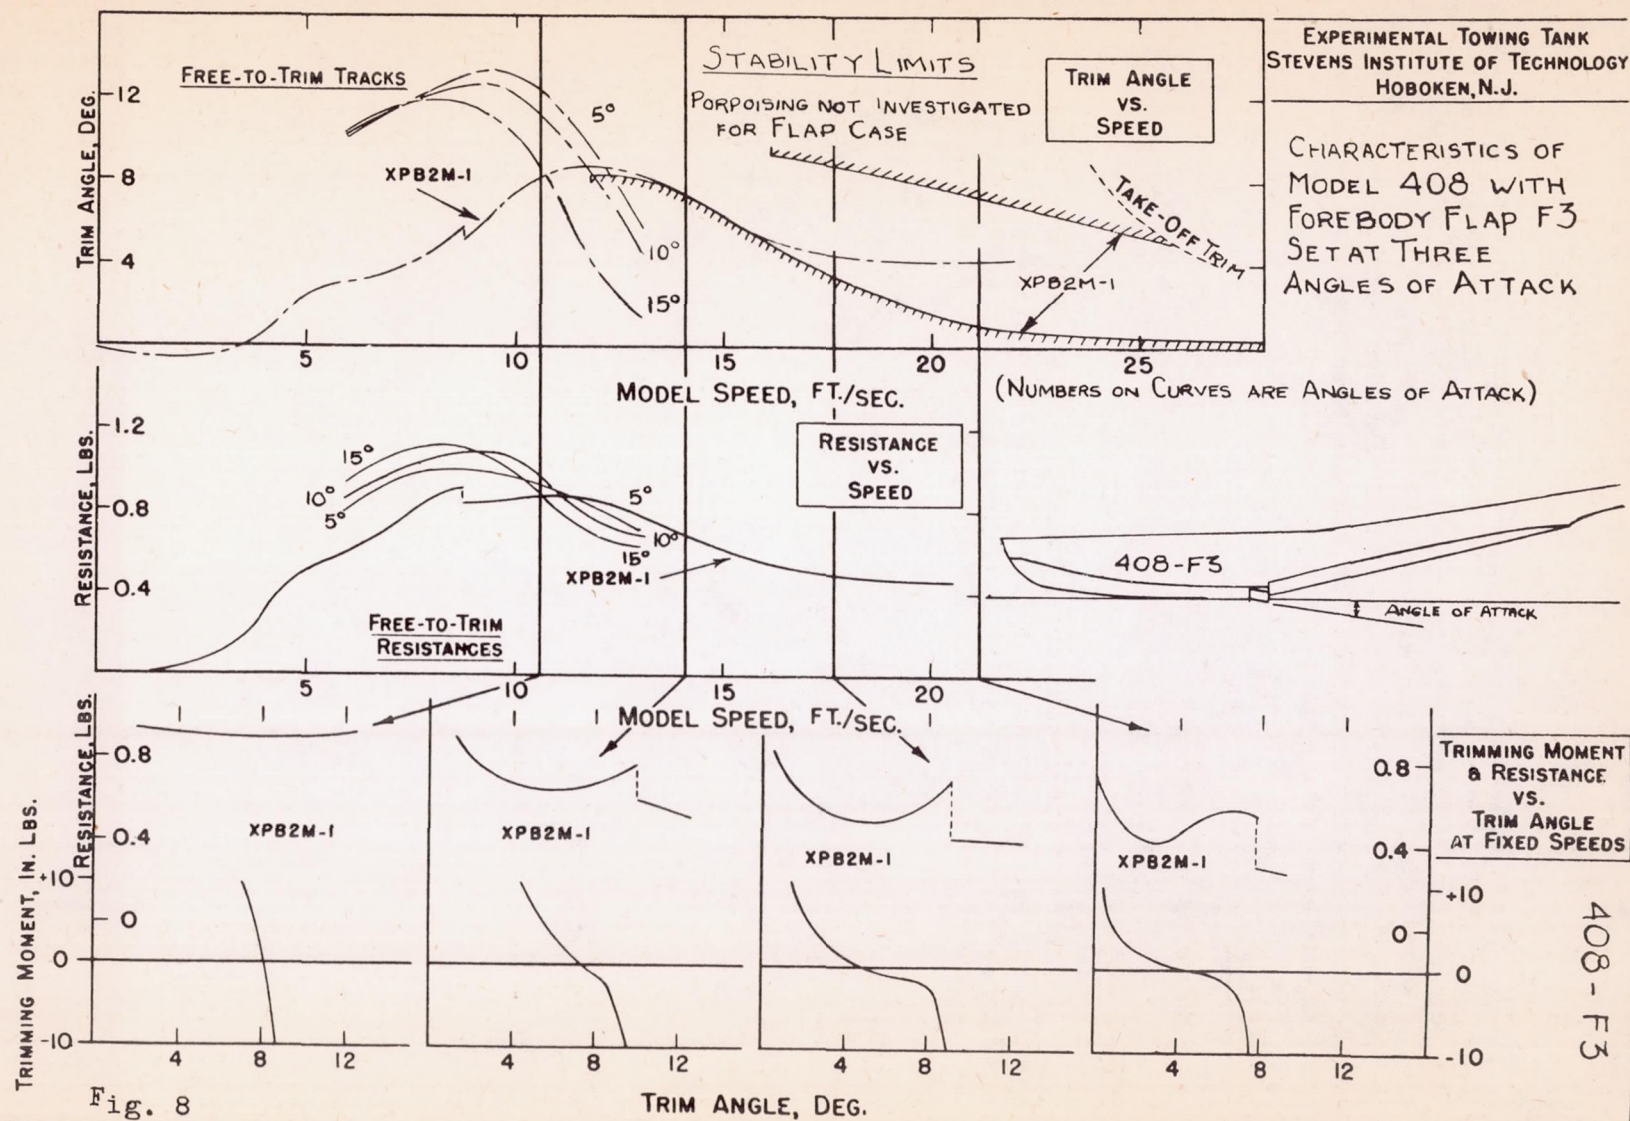 EXPERIMENTAL TOWING TANK
STEVENS INSTITUTE OF TECHNOLOGY
HOBOKEN, N.J.
CHARACTERISTICS OF
MODEL 408 WITH
FOREBODY FLAP F3
SET AT THREE
ANGLES OF ATTACK
FREE-TO-TRIM TRACKS
STABILITY LIMITS
PORPOISING NOT INVESTIGATED
FOR FLAP CASE
TRIM ANGLE
VS.
SPEED
TRIM ANGLE, DEG.
12
8
4
XPB2M-1
5°
10°
15°
TAKE-OFF TRIM
XPB2M-1
5 10 15 20 25
MODEL SPEED, FT./SEC.
(NUMBERS ON CURVES ARE ANGLES OF ATTACK)
RESISTANCE, LBS.
1.2
0.8
0.4
15°
10°
5°
5°
10°
15°
XPB2M-1
RESISTANCE
VS.
SPEED
FREE-TO-TRIM
RESISTANCES
5 10 15 20
MODEL SPEED, FT./SEC.
408-F3
ANGLE OF ATTACK
RESISTANCE, LBS.
0.8
0.4
0
TRIMMING MOMENT, IN. LBS.
+10
0
-10
XPB2M-1
XPB2M-1
XPB2M-1
XPB2M-1
0.8
0.4
0
+10
0
-10
4 8 12
4 8 12
4 8 12
4 8 12
TRIM ANGLE, DEG.
TRIMMING MOMENT
& RESISTANCE
VS.
TRIM ANGLE
AT FIXED SPEEDS
408-F3
Fig. 8